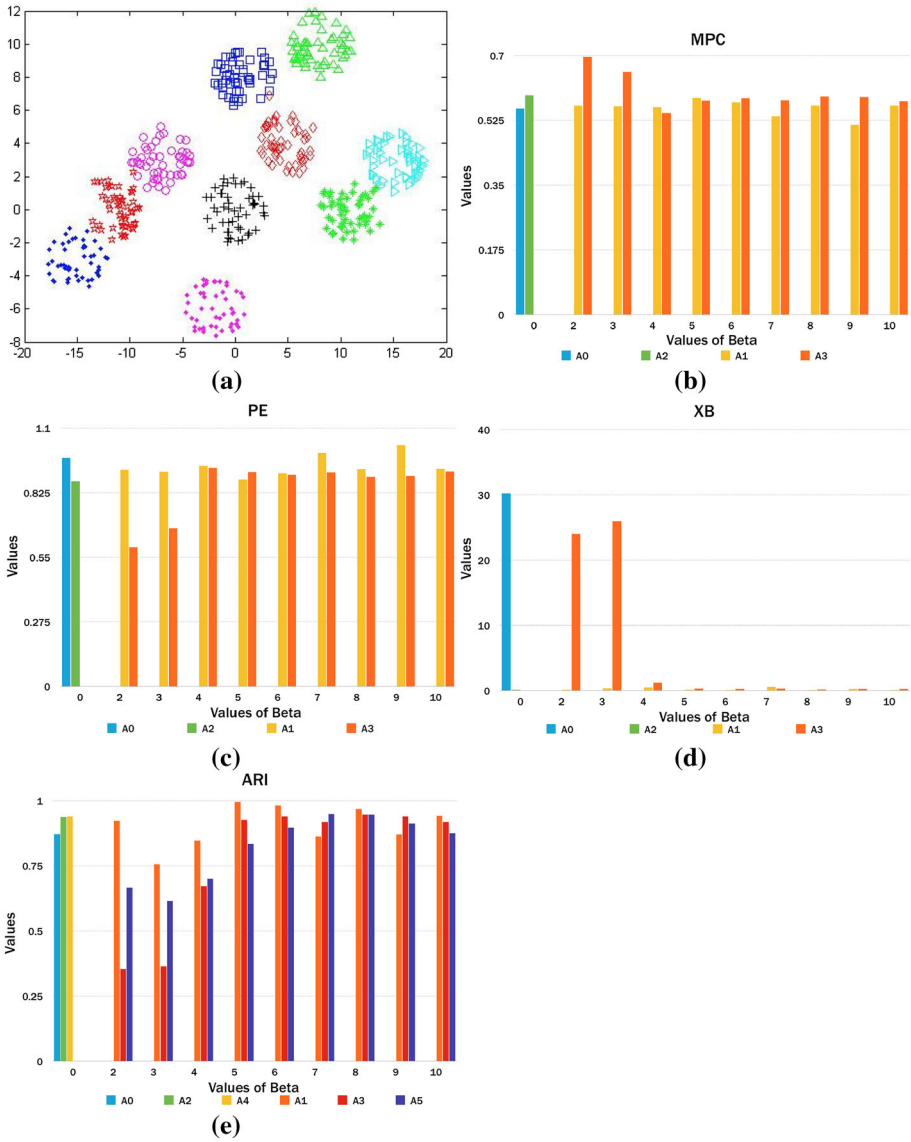 12
10
8
6
4
2
0
-2
-4
-6
-8
-20 -15 -10 -5 0 5 10 15 20
(a)
MPC
0.7
0.525
0.35
0.175
0
Values
0 2 3 4 5 6 7 8 9 10
Values of Beta
A0 A2 A1 A3
(b)
PE
1.1
0.825
0.55
0.275
0
Values
0 2 3 4 5 6 7 8 9 10
Values of Beta
A0 A2 A1 A3
(c)
XB
40
30
20
10
0
Values
0 2 3 4 5 6 7 8 9 10
Values of Beta
A0 A2 A1 A3
(d)
ARI
1
0.75
0.5
0.25
0
Values
0 2 3 4 5 6 7 8 9 10
Values of Beta
A0 A2 A4 A1 A3 A5
(e)